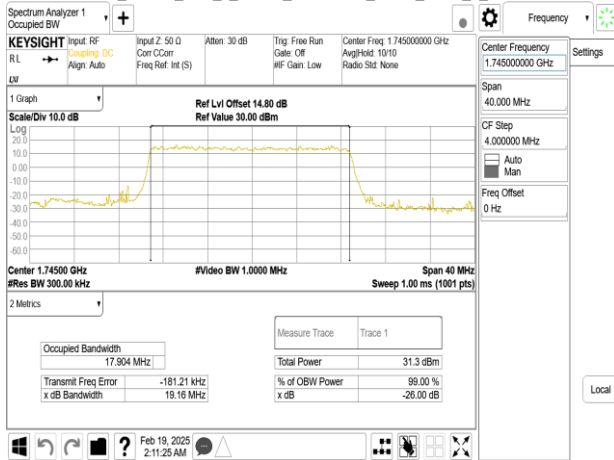 Spectrum Analyzer 1
Occupied BW
Frequency
KEYSIGHT
RL
LXI
Input: RF
Coupling: DC
Align: Auto
Input Z: 50 Ω
Corr CCorr
Freq Ref: Int (S)
Atten: 30 dB
Trig: Free Run
Gate: Off
#IF Gain: Low
Center Freq: 1.745000000 GHz
Avg|Hold: 10/10
Radio Std: None
Center Frequency
1.745000000 GHz
Settings
Span
40.000 MHz
CF Step
4.000000 MHz
Auto
Man
Freq Offset
0 Hz
Local
1 Graph
Scale/Div 10.0 dB
Ref Lvl Offset 14.80 dB
Ref Value 30.00 dBm
Log
20.0
10.0
0.00
-10.0
-20.0
-30.0
-40.0
-50.0
-60.0
Center 1.74500 GHz
#Res BW 300.00 kHz
#Video BW 1.0000 MHz
Span 40 MHz
Sweep 1.00 ms (1001 pts)
2 Metrics
Measure Trace Trace 1
Occupied Bandwidth
17.904 MHz
Total Power 31.3 dBm
Transmit Freq Error -181.21 kHz
% of OBW Power 99.00 %
x dB Bandwidth 19.16 MHz
x dB -26.00 dB
?
Feb 19, 2025
2:11:25 AM